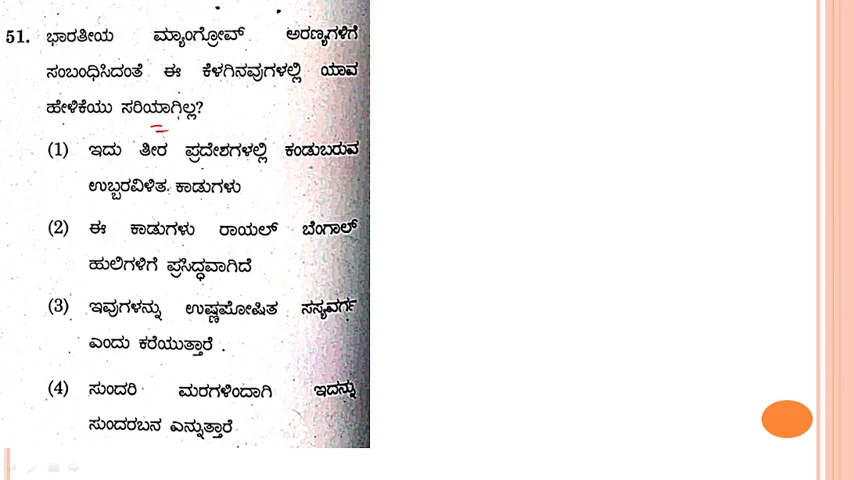 51. ಭಾರತೀಯ ಮ್ಯಾಂಗ್ರೋವ್ ಅರಣ್ಯಗಳಿಗೆ
ಸಂಬಂಧಿಸಿದಂತೆ ಈ ಕೆಳಗಿನವುಗಳಲ್ಲಿ ಯಾವ
ಹೇಳಿಕೆಯು ಸರಿಯಾಗಿಲ್ಲ?
(1) ಇದು ತೀರ ಪ್ರದೇಶಗಳಲ್ಲಿ ಕಂಡುಬರುವ
ಉಬ್ಬರವಿಳಿತ ಕಾಡುಗಳು
(2) ಈ ಕಾಡುಗಳು ರಾಯಲ್ ಬೆಂಗಾಲ್
ಹುಲಿಗಳಿಗೆ ಪ್ರಸಿದ್ಧವಾಗಿದೆ
(3) ಇವುಗಳನ್ನು ಉಷ್ಣಪೋಷಿತ ಸಸ್ಯವರ್ಗ
ಎಂದು ಕರೆಯುತ್ತಾರೆ .
(4) ಸುಂದರಿ ಮರಗಳಿಂದಾಗಿ ಇದನ್ನು
ಸುಂದರಬನ ಎನ್ನುತ್ತಾರೆ